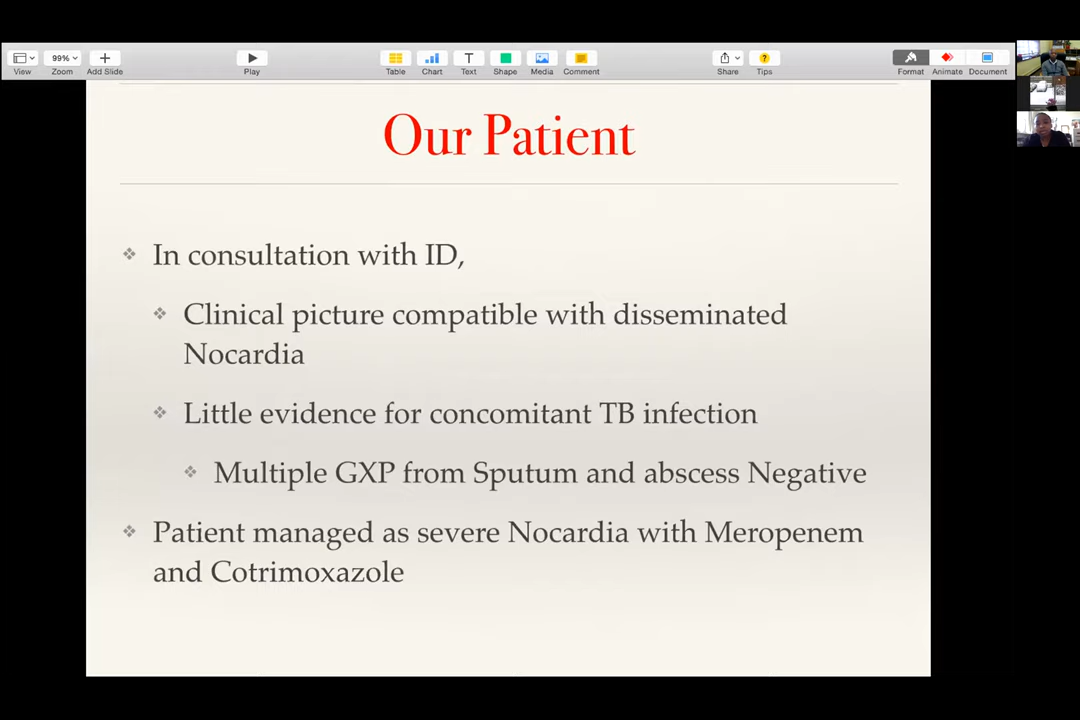 99%
View
Zoom
Add Slide
Play
Table
Chart
Text
Shape
Media
Comment
Share
Tips
Format
Animate
Document
Our Patient
In consultation with ID,
Clinical picture compatible with disseminated
Nocardia
Little evidence for concomitant TB infection
Multiple GXP from Sputum and abscess Negative
Patient managed as severe Nocardia with Meropenem
and Cotrimoxazole